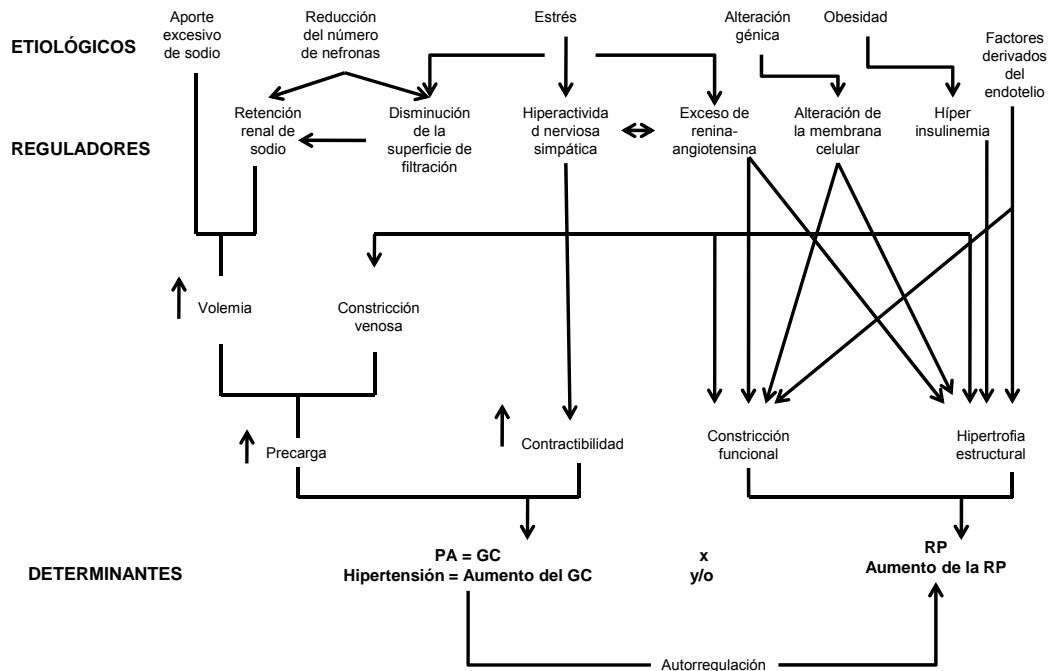 Aporte
excesivo
de sodio
Reducción
del número
de nefronas
Estrés
Alteración
génica
Obesidad
Factores
derivados
del
endotelio
ETIOLÓGICOS
Retención
renal de
sodio
Disminución
de la
superficie de
filtración
Hiperactivida
d nerviosa
simpática
Exceso de
renina-
angiotensina
Alteración de
la membrana
celular
Híper
insulinemia
REGULADORES
Volemia
Constricción
venosa
Precarga
Contractibilidad
Constricción
funcional
Hipertrofia
estructural
DETERMINANTES
PA = GC
Hipertensión = Aumento del GC
x
y/o
RP
Aumento de la RP
Autorregulación